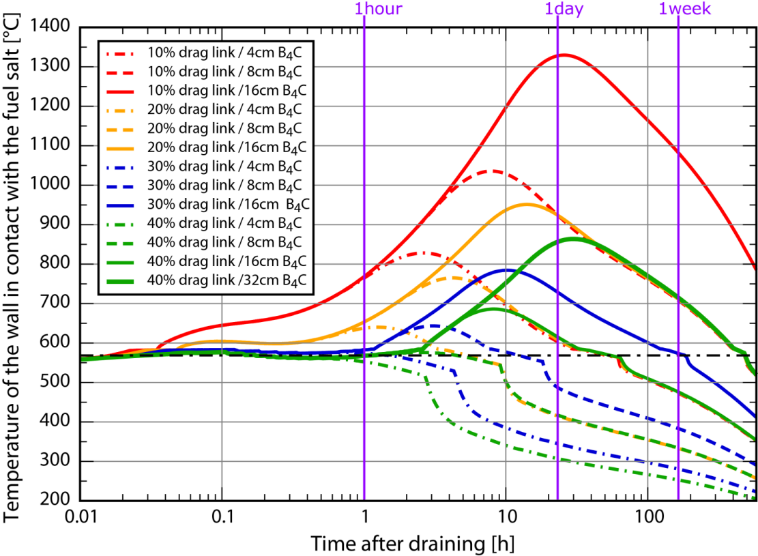 1hour 1day 1week
Temperature of the wall in contact with the fuel salt [°C]
1400
1300
1200
1100
1000
900
800
700
600
500
400
300
200
10% drag link / 4cm B₄C
10% drag link / 8cm B₄C
10% drag link /16cm B₄C
20% drag link / 4cm B₄C
20% drag link / 8cm B₄C
20% drag link /16cm B₄C
30% drag link / 4cm B₄C
30% drag link / 8cm B₄C
30% drag link /16cm B₄C
40% drag link / 4cm B₄C
40% drag link / 8cm B₄C
40% drag link /16cm B₄C
40% drag link /32cm B₄C
0.01 0.1 1 10 100
Time after draining [h]